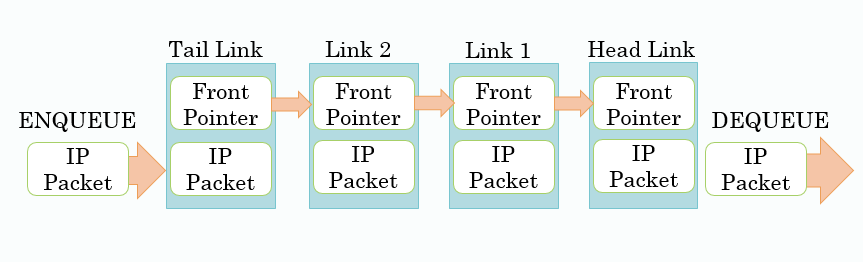 Tail Link
Link 2
Link 1
Head Link
ENQUEUE
IP
Packet
Front
Pointer
IP
Packet
Front
Pointer
IP
Packet
Front
Pointer
IP
Packet
Front
Pointer
IP
Packet
DEQUEUE
IP
Packet